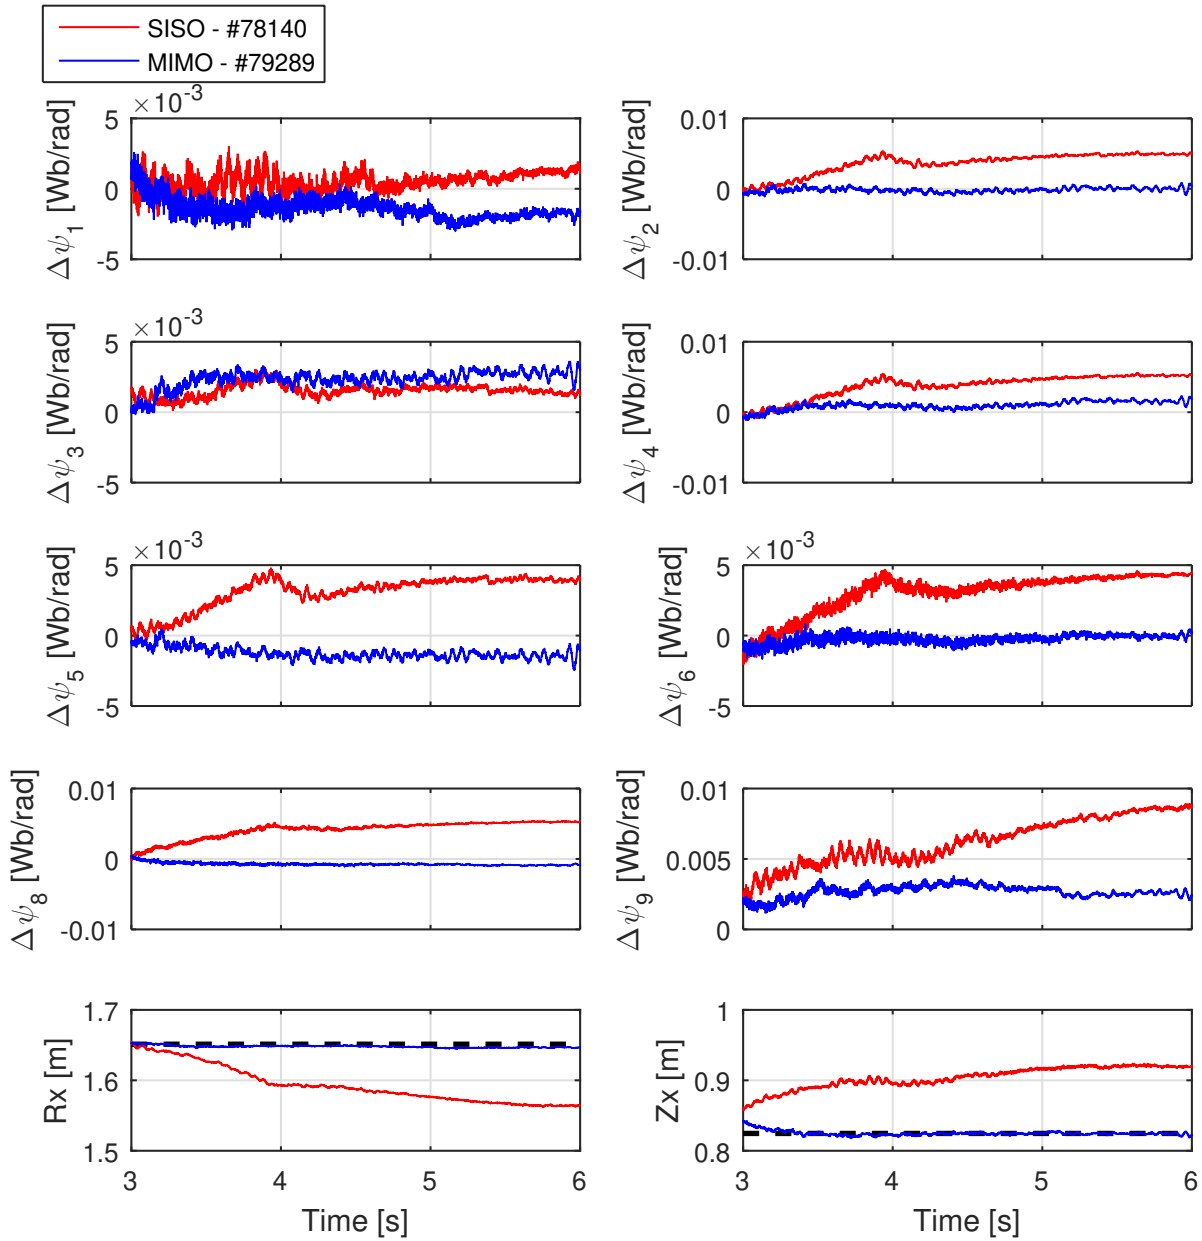 SISO - #78140
MIMO - #79289
×10⁻³
5
0
-5
Δψ₁ [Wb/rad]
0.01
0
-0.01
Δψ₂ [Wb/rad]
×10⁻³
5
0
-5
Δψ₃ [Wb/rad]
0.01
0
-0.01
Δψ₄ [Wb/rad]
×10⁻³
5
0
-5
Δψ₅ [Wb/rad]
×10⁻³
5
0
-5
Δψ₆ [Wb/rad]
0.01
0
-0.01
Δψ₈ [Wb/rad]
0.01
0.005
0
Δψ₉ [Wb/rad]
1.7
1.6
1.5
Rx [m]
3 4 5 6
Time [s]
1
0.9
0.8
Zx [m]
3 4 5 6
Time [s]